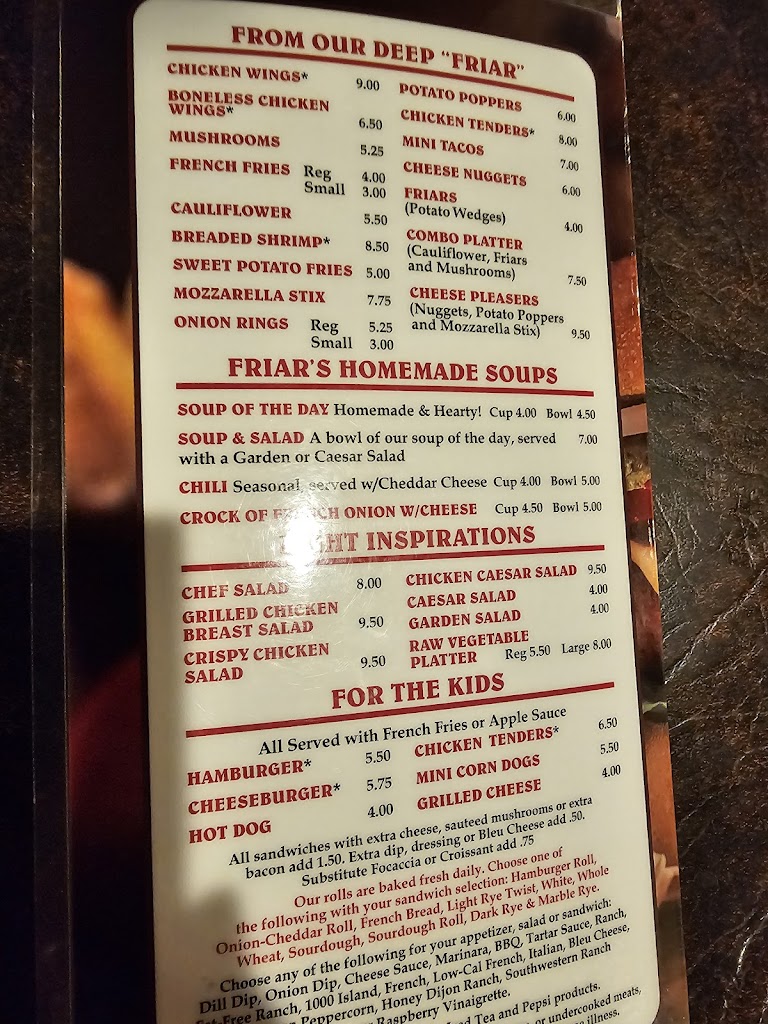 FROM OUR DEEP "FRIAR"
CHICKEN WINGS* 9.00
BONELESS CHICKEN
WINGS* 6.50
MUSHROOMS 5.25
FRENCH FRIES Reg 4.00
Small 3.00
CAULIFLOWER 5.50
BREADED SHRIMP* 8.50
SWEET POTATO FRIES 5.00
MOZZARELLA STIX 7.75
ONION RINGS Reg 5.25
Small 3.00
POTATO POPPERS 6.00
CHICKEN TENDERS* 8.00
MINI TACOS 7.00
CHEESE NUGGETS 6.00
FRIARS
(Potato Wedges) 4.00
COMBO PLATTER
(Cauliflower, Friars
and Mushrooms) 7.50
CHEESE PLEASERS
(Nuggets, Potato Poppers
and Mozzarella Stix) 9.50
FRIAR'S HOMEMADE SOUPS
SOUP OF THE DAY Homemade & Hearty! Cup 4.00 Bowl 4.50
SOUP & SALAD A bowl of our soup of the day, served 7.00
with a Garden or Caesar Salad
CHILI Seasonal, served w/Cheddar Cheese Cup 4.00 Bowl 5.00
CROCK OF FRENCH ONION W/CHEESE Cup 4.50 Bowl 5.00
INSPIRATIONS
CHEF SALAD 8.00
GRILLED CHICKEN
BREAST SALAD 9.50
CRISPY CHICKEN
SALAD 9.50
CHICKEN CAESAR SALAD 9.50
CAESAR SALAD 4.00
GARDEN SALAD 4.00
RAW VEGETABLE
PLATTER Reg 5.50 Large 8.00
FOR THE KIDS
All Served with French Fries or Apple Sauce
HAMBURGER* 5.50
CHEESEBURGER* 5.75
HOT DOG 4.00
CHICKEN TENDERS* 6.50
MINI CORN DOGS 5.50
GRILLED CHEESE 4.00
All sandwiches with extra cheese, sauteed mushrooms or extra
bacon add 1.50. Extra dip, dressing or Bleu Cheese add .50.
Substitute Focaccia or Croissant add .75
Our rolls are baked fresh daily. Choose one of
the following with your sandwich selection: Hamburger Roll,
Onion-Cheddar Roll, French Bread, Light Rye Twist, White, Whole
Wheat, Sourdough, Sourdough Roll, Dark Rye & Marble Rye.
Choose any of the following for your appetizer, salad or sandwich:
Dill Dip, Onion Dip, Cheese Sauce, Marinara, BBQ, Tartar Sauce, Ranch,
Fat-Free Ranch, 1000 Island, French, Low-Cal French, Italian, Bleu Cheese,
Peppercorn, Honey Dijon Ranch, Southwestern Ranch
Raspberry Vinaigrette.
Tea and Pepsi products.
or undercooked meats,
illness.